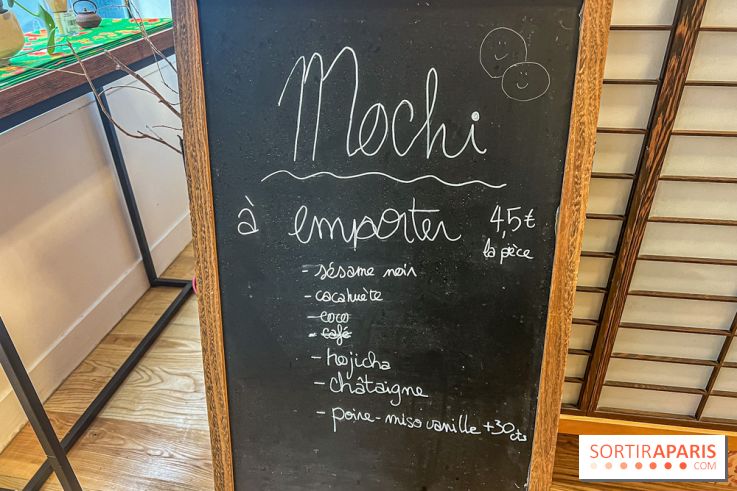 Mochi
à emporter 4,5€
la pièce
- sésame noir
- cacahuète
- coco
- café
- hojicha
- châtaigne
- poire-miso vanille +30cts
SORTIRAPARIS
.COM